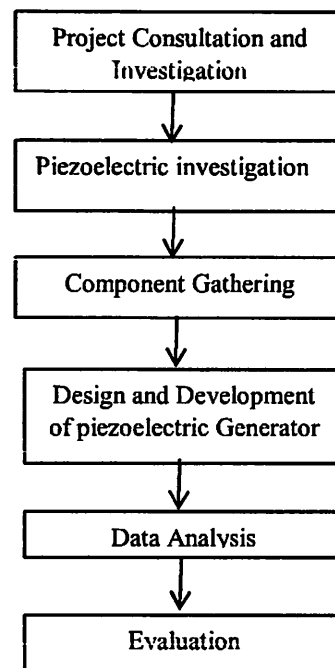 Project Consultation and
Investigation
Piezoelectric investigation
Component Gathering
Design and Development
of piezoelectric Generator
Data Analysis
Evaluation